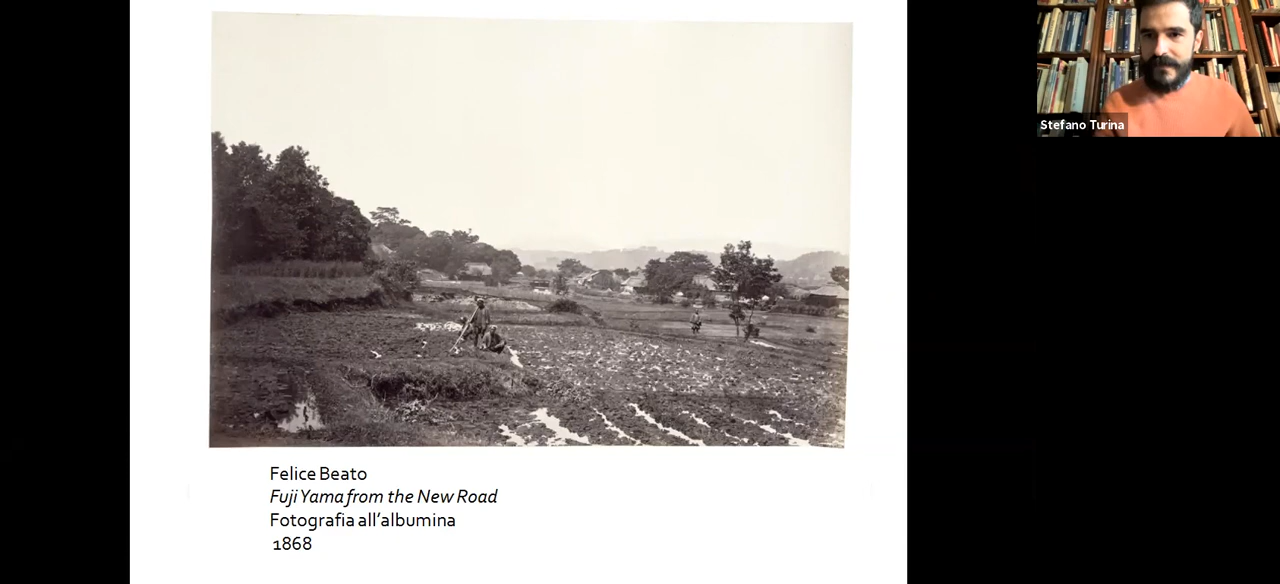 Stefano Turina
Felice Beato
Fuji Yama from the New Road
Fotografia all'albumina
1868